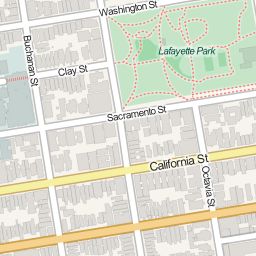 Washington St
Lafayette Park
Buchanan St
Clay St
Sacramento St
California St
Octavia St